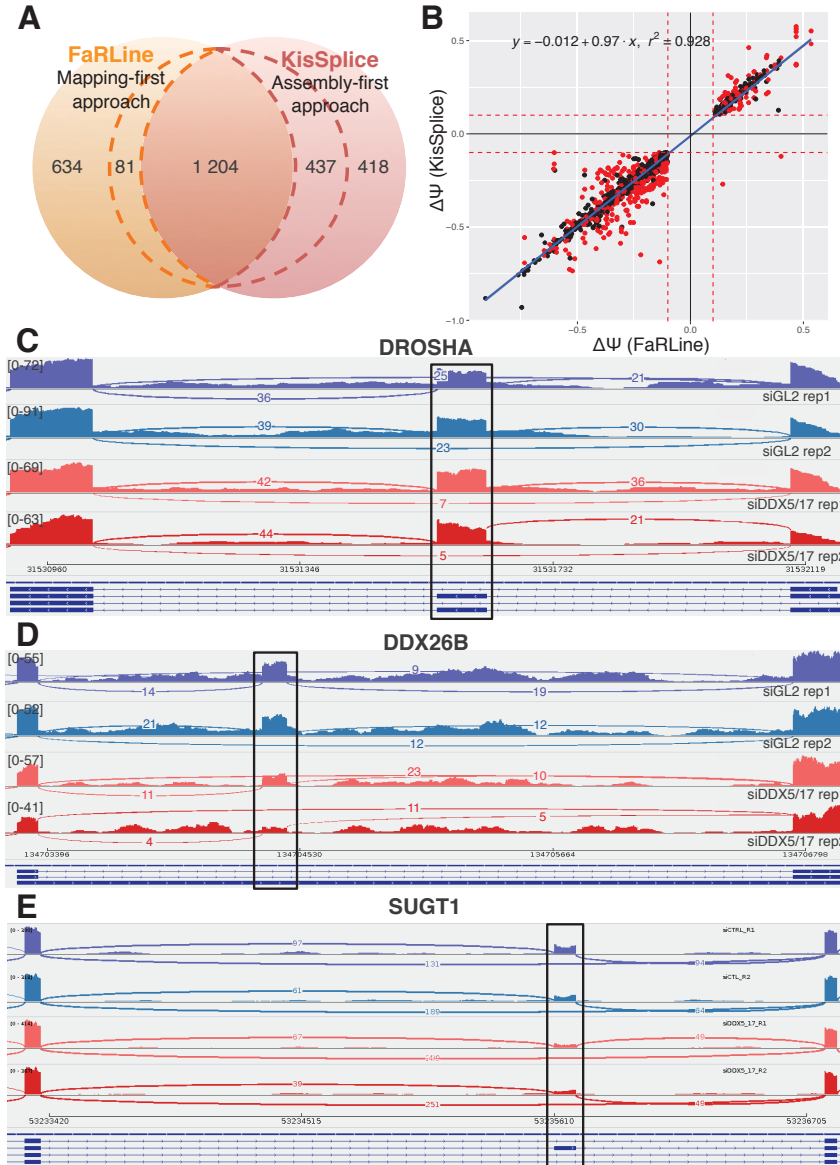 A
FaRLine
Mapping-first
approach
KisSplice
Assembly-first
approach
634 81 1 204 437 418
B
y = −0.012 + 0.97 · x, r² = 0.928
0.5
0.0
−0.5
−1.0
ΔΨ (KisSplice)
−0.5 0.0 0.5
ΔΨ (FaRLine)
C
DROSHA
[0-72]
25 21
36
siGL2 rep1
[0-91]
39 30
23
siGL2 rep2
[0-69]
42 36
7
siDDX5/17 rep
[0-63]
44 21
5
siDDX5/17 rep2
31530960 31531346 31531732 31532119
D
DDX26B
[0-55]
9
14 19
siGL2 rep1
[0-52]
21 12
12
siGL2 rep2
[0-57]
23 10
11
siDDX5/17 rep
[0-41]
11
5
4
siDDX5/17 rep2
134703396 134704530 134705664 134706798
E
SUGT1
siCTRL_R1
97
131 94
siCTL_R2
61
189 64
siDDX5_17_R1
67 49
siDDX5_17_R2
39
251 49
53233420 53234515 53235610 53236705